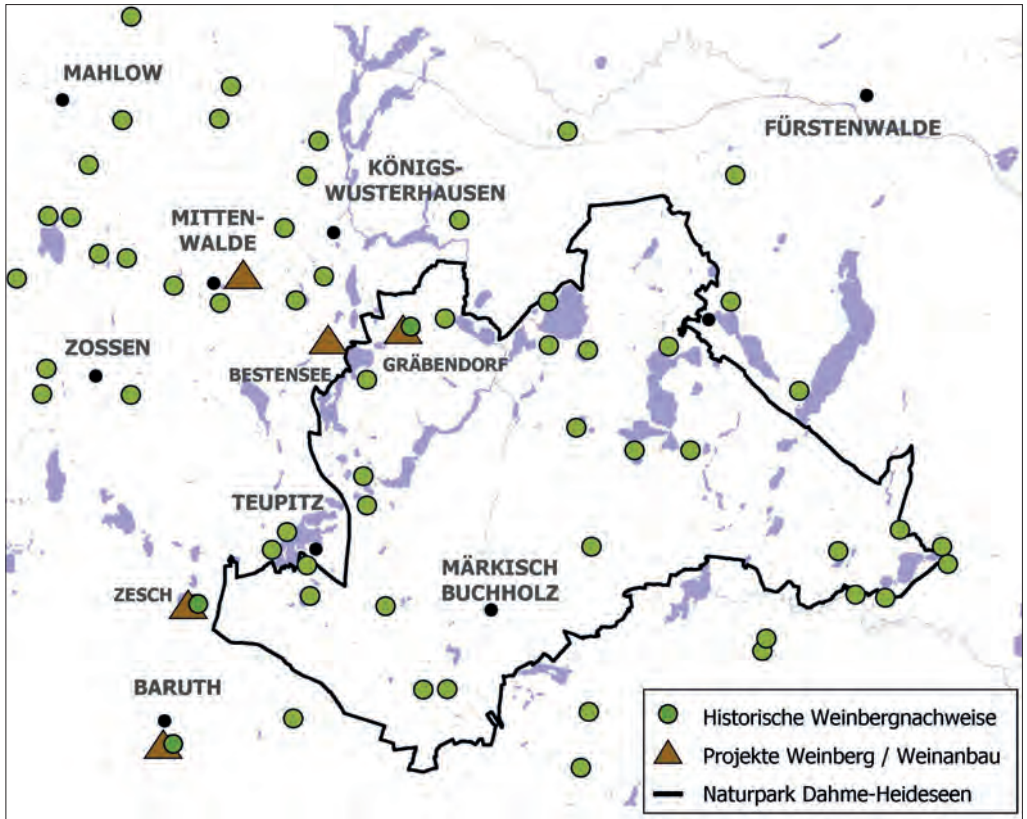 MAHLOW
FÜRSTENWALDE
KÖNIGS-
WUSTERHAUSEN
MITTEN-
WALDE
ZOSSEN
BESTENSEE
GRÄBENDORF
TEUPITZ
MÄRKISCH
BUCHHOLZ
ZESCH
BARUTH
Historische Weinbergnachweise
Projekte Weinberg / Weinanbau
Naturpark Dahme-Heideseen